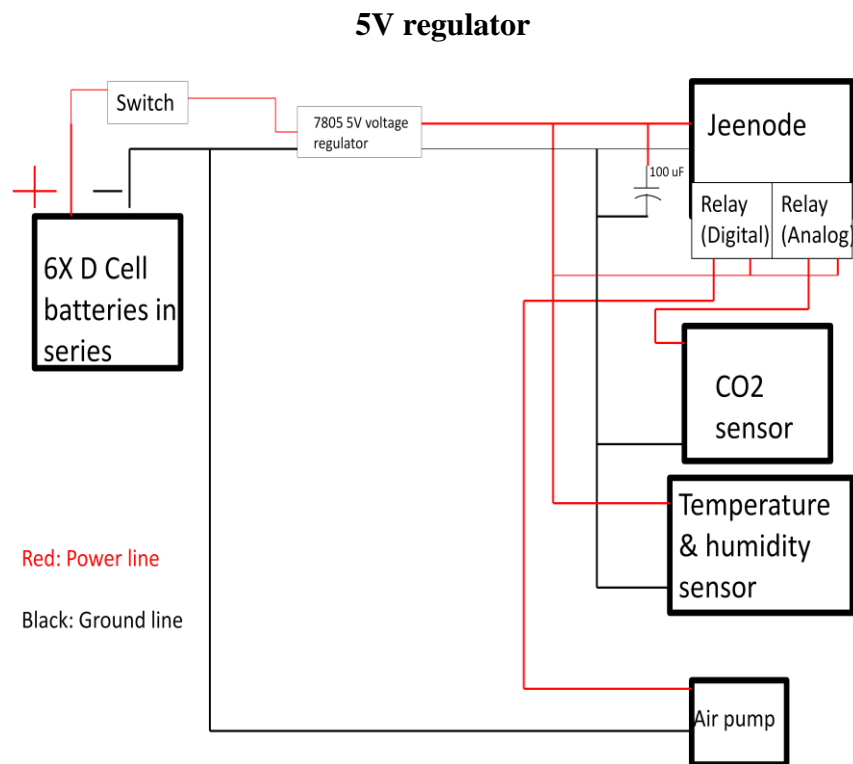 5V regulator
Switch
7805 5V voltage
regulator
Jeenode
100 uF
Relay
(Digital)
Relay
(Analog)
+ −
6X D Cell
batteries in
series
CO2
sensor
Temperature
& humidity
sensor
Red: Power line
Black: Ground line
Air pump